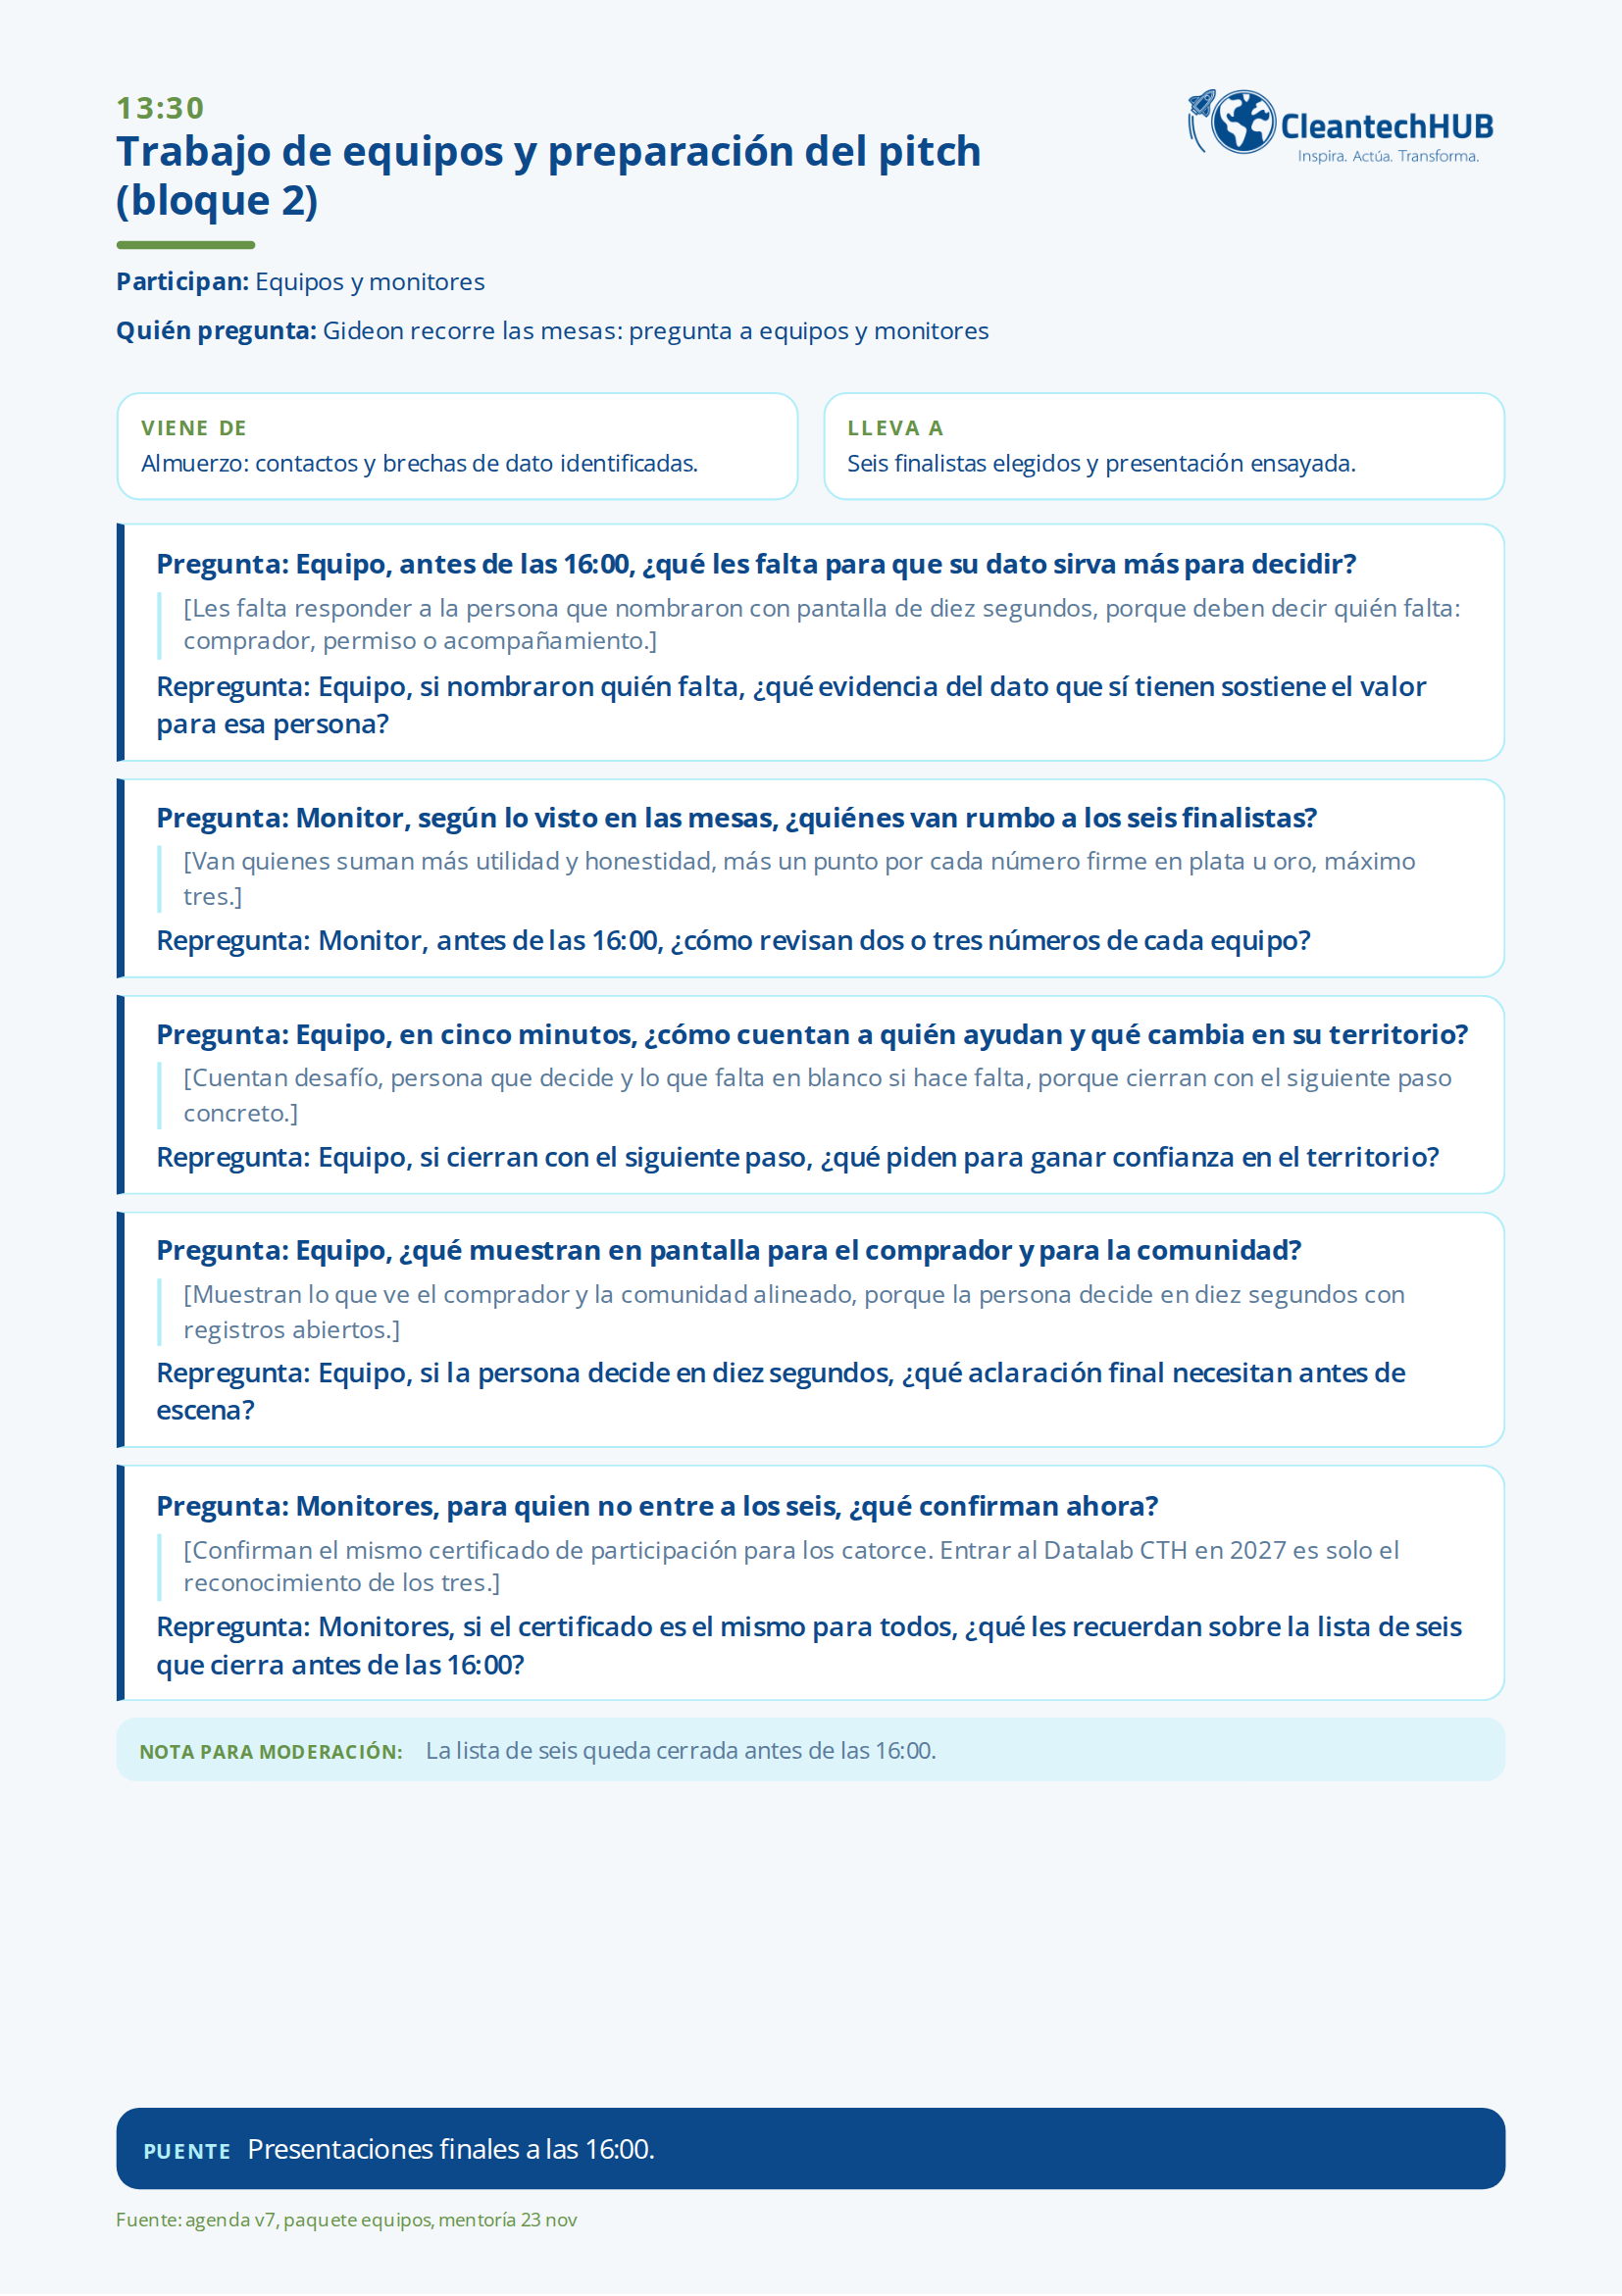 13:30
Trabajo de equipos y preparación del pitch
(bloque 2)
CleantechHUB
Inspira. Actúa. Transforma.
Participan: Equipos y monitores
Quién pregunta: Gideon recorre las mesas: pregunta a equipos y monitores
VIENE DE
Almuerzo: contactos y brechas de dato identificadas.
LLEVA A
Seis finalistas elegidos y presentación ensayada.
Pregunta: Equipo, antes de las 16:00, ¿qué les falta para que su dato sirva más para decidir?
[Les falta responder a la persona que nombraron con pantalla de diez segundos, porque deben decir quién falta:
comprador, permiso o acompañamiento.]
Repregunta: Equipo, si nombraron quién falta, ¿qué evidencia del dato que sí tienen sostiene el valor
para esa persona?
Pregunta: Monitor, según lo visto en las mesas, ¿quiénes van rumbo a los seis finalistas?
[Van quienes suman más utilidad y honestidad, más un punto por cada número firme en plata u oro, máximo
tres.]
Repregunta: Monitor, antes de las 16:00, ¿cómo revisan dos o tres números de cada equipo?
Pregunta: Equipo, en cinco minutos, ¿cómo cuentan a quién ayudan y qué cambia en su territorio?
[Cuentan desafío, persona que decide y lo que falta en blanco si hace falta, porque cierran con el siguiente paso
concreto.]
Repregunta: Equipo, si cierran con el siguiente paso, ¿qué piden para ganar confianza en el territorio?
Pregunta: Equipo, ¿qué muestran en pantalla para el comprador y para la comunidad?
[Muestran lo que ve el comprador y la comunidad alineado, porque la persona decide en diez segundos con
registros abiertos.]
Repregunta: Equipo, si la persona decide en diez segundos, ¿qué aclaración final necesitan antes de
escena?
Pregunta: Monitores, para quien no entre a los seis, ¿qué confirman ahora?
[Confirman el mismo certificado de participación para los catorce. Entrar al Datalab CTH en 2027 es solo el
reconocimiento de los tres.]
Repregunta: Monitores, si el certificado es el mismo para todos, ¿qué les recuerdan sobre la lista de seis
que cierra antes de las 16:00?
NOTA PARA MODERACIÓN: La lista de seis queda cerrada antes de las 16:00.
PUENTE Presentaciones finales a las 16:00.
Fuente: agenda v7, paquete equipos, mentoría 23 nov